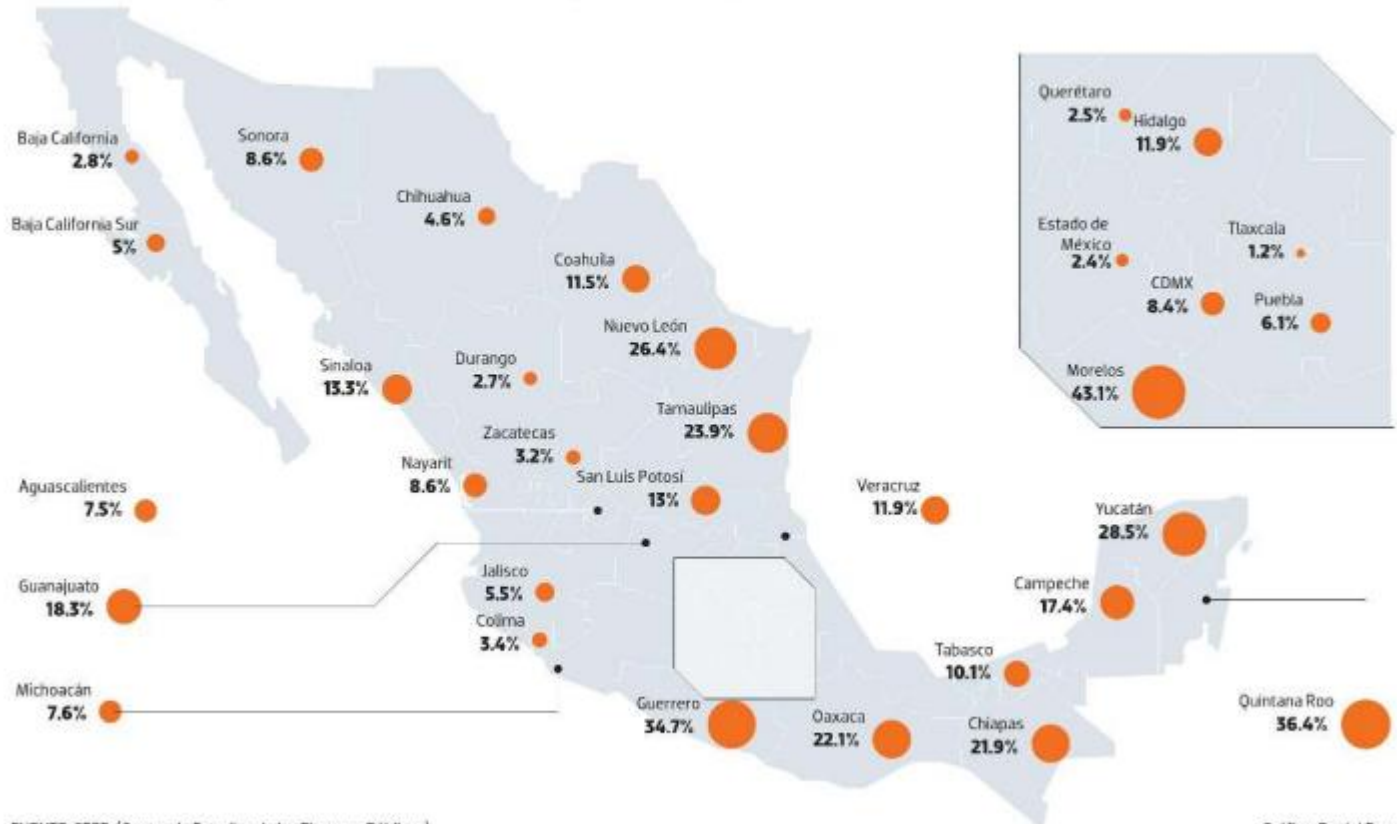 Baja California
2.8%
Sonora
8.6%
Chihuahua
4.6%
Baja California Sur
5%
Coahuila
11.5%
Nuevo León
26.4%
Sinaloa
13.3%
Durango
2.7%
Tamaulipas
23.9%
Zacatecas
3.2%
Nayarit
8.6%
San Luis Potosí
13%
Aguascalientes
7.5%
Guanajuato
18.3%
Jalisco
5.5%
Colima
3.4%
Michoacán
7.6%
Guerrero
34.7%
Oaxaca
22.1%
Chiapas
21.9%
Tabasco
10.1%
Campeche
17.4%
Yucatán
28.5%
Veracruz
11.9%
Quintana Roo
36.4%
Querétaro
2.5%
Hidalgo
11.9%
Estado de
México
2.4%
Tlaxcala
1.2%
CDMX
8.4%
Puebla
6.1%
Morelos
43.1%